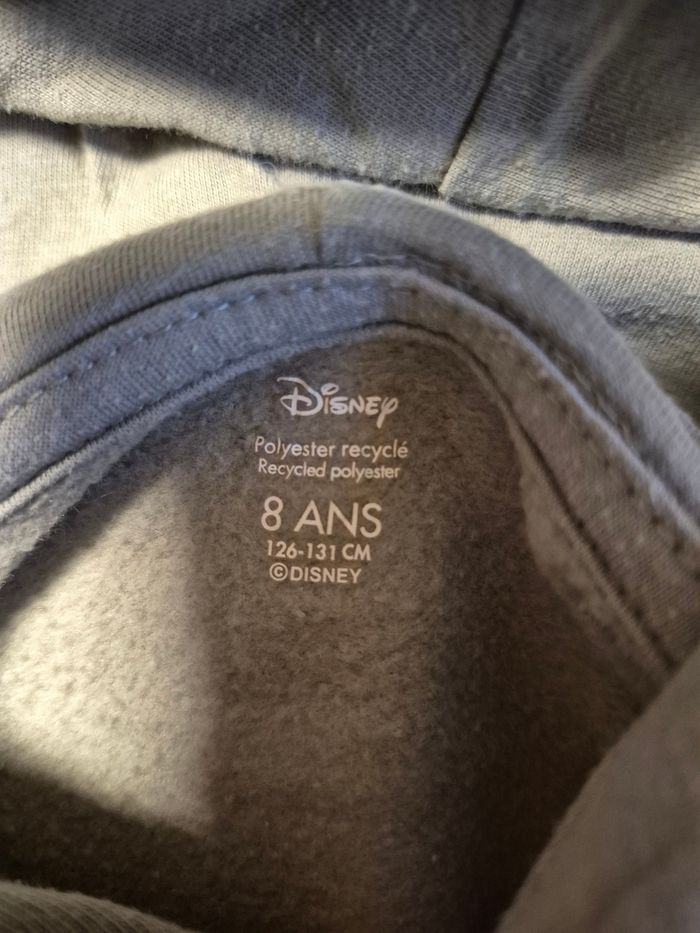 Disney
Polyester recyclé
Recycled polyester
8 ANS
126-131 CM
©DISNEY